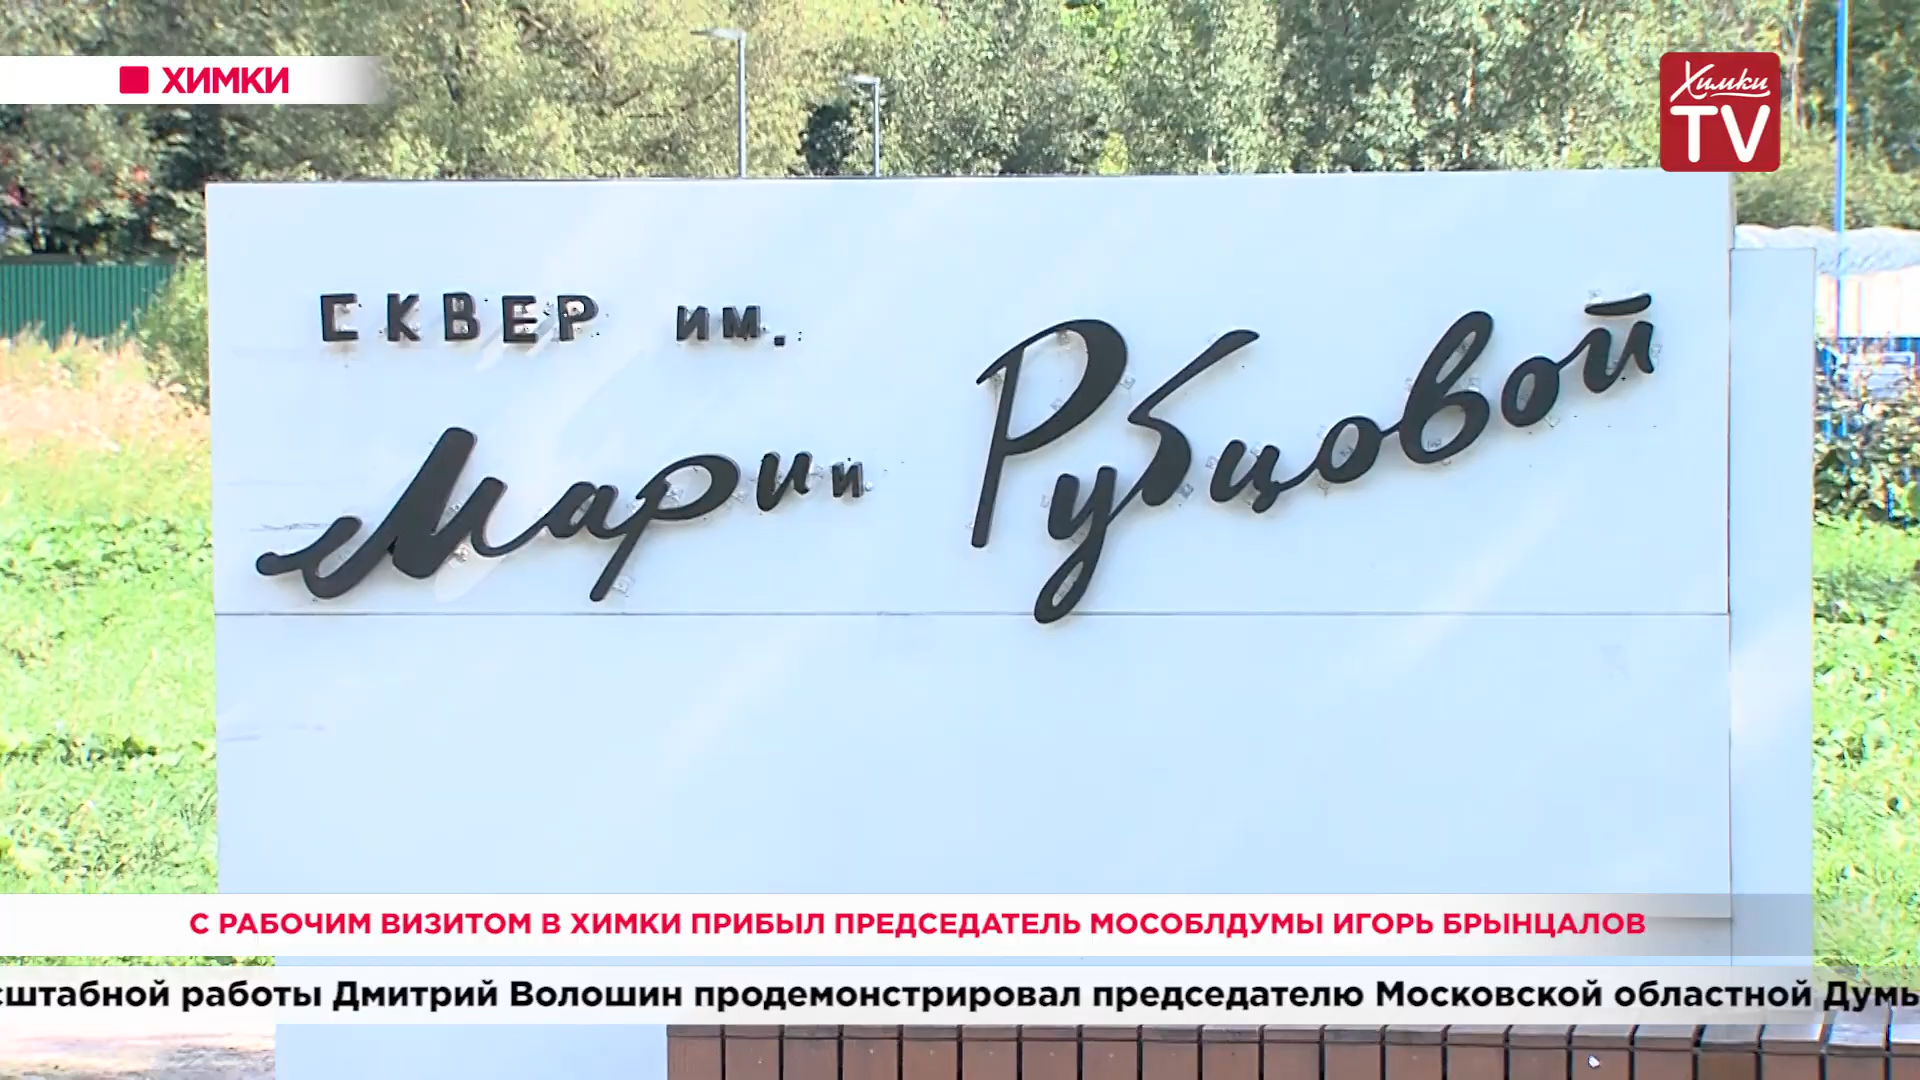 ХИМКИ
Химки
TV
СКВЕР им.
Марии Рубцовой
С РАБОЧИМ ВИЗИТОМ В ХИМКИ ПРИБЫЛ ПРЕДСЕДАТЕЛЬ МОСОБЛДУМЫ ИГОРЬ БРЫНЦАЛОВ
сштабной работы Дмитрий Волошин продемонстрировал председателю Московской областной Думы